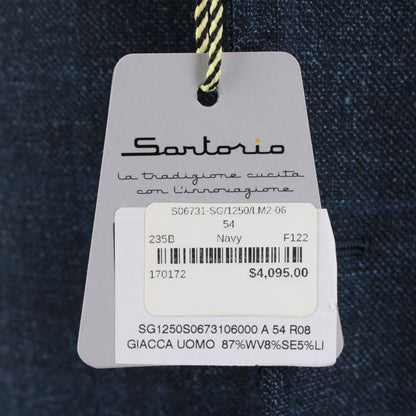 Sartorio
la tradizione cucita
con l'innovazione
S06731-SG/1250/LM2-06
54
235B Navy F122
170172 $4,095.00
SG1250S0673106000 A 54 R08
GIACCA UOMO 87%WV8%SE5%LI